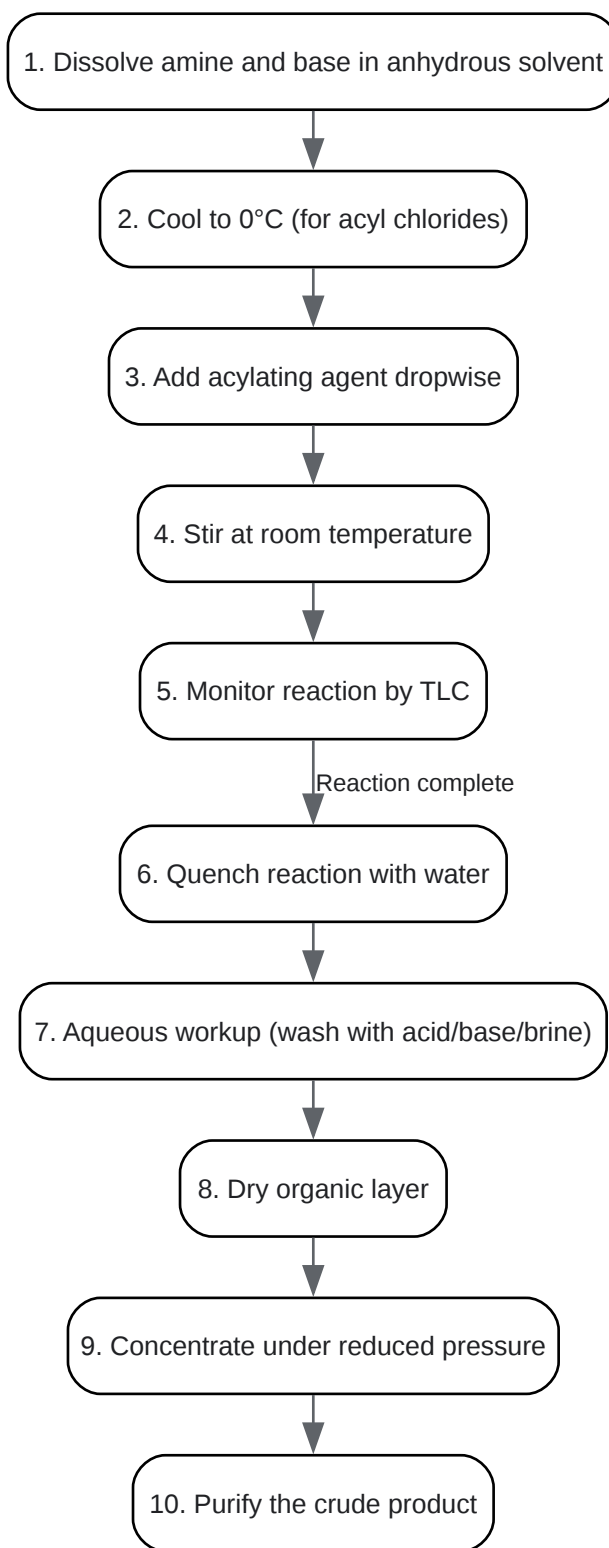 1. Dissolve amine and base in anhydrous solvent
2. Cool to 0°C (for acyl chlorides)
3. Add acylating agent dropwise
4. Stir at room temperature
5. Monitor reaction by TLC
Reaction complete
6. Quench reaction with water
7. Aqueous workup (wash with acid/base/brine)
8. Dry organic layer
9. Concentrate under reduced pressure
10. Purify the crude product